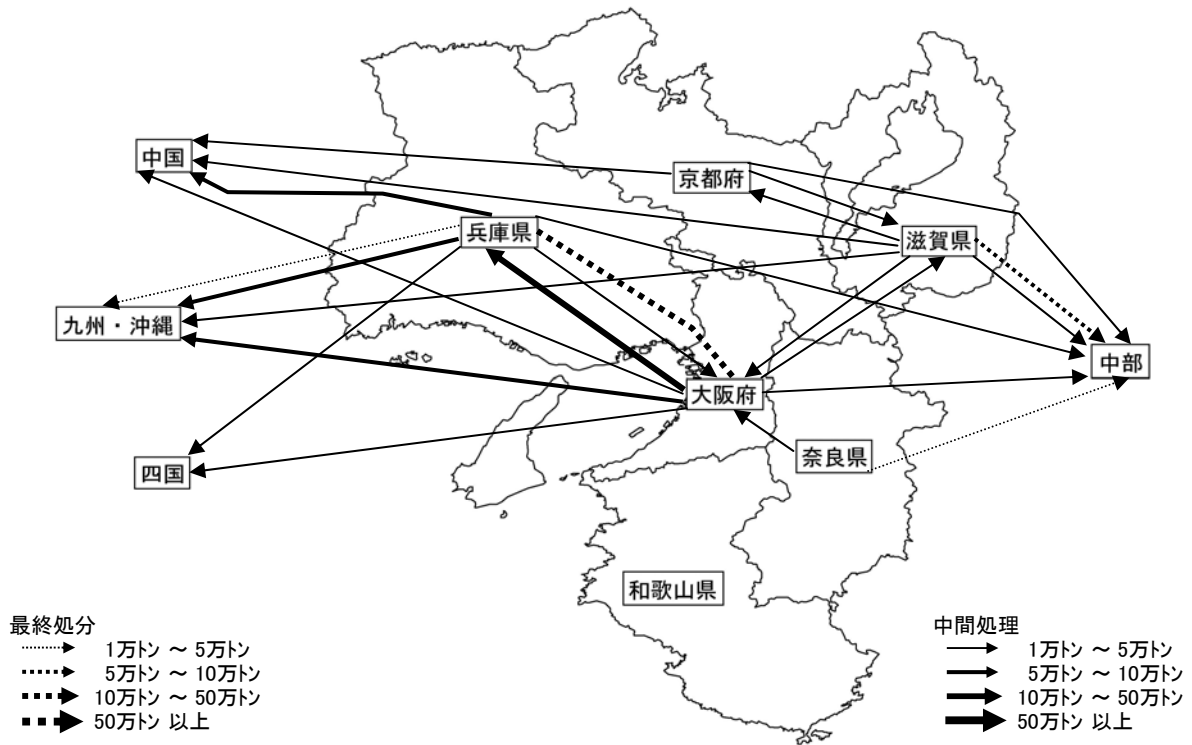 中国
京都府
兵庫県
滋賀県
九州・沖縄
中部
大阪府
奈良県
四国
和歌山県
最終処分
1万トン ～ 5万トン
5万トン ～ 10万トン
10万トン ～ 50万トン
50万トン 以上
中間処理
1万トン ～ 5万トン
5万トン ～ 10万トン
10万トン ～ 50万トン
50万トン 以上